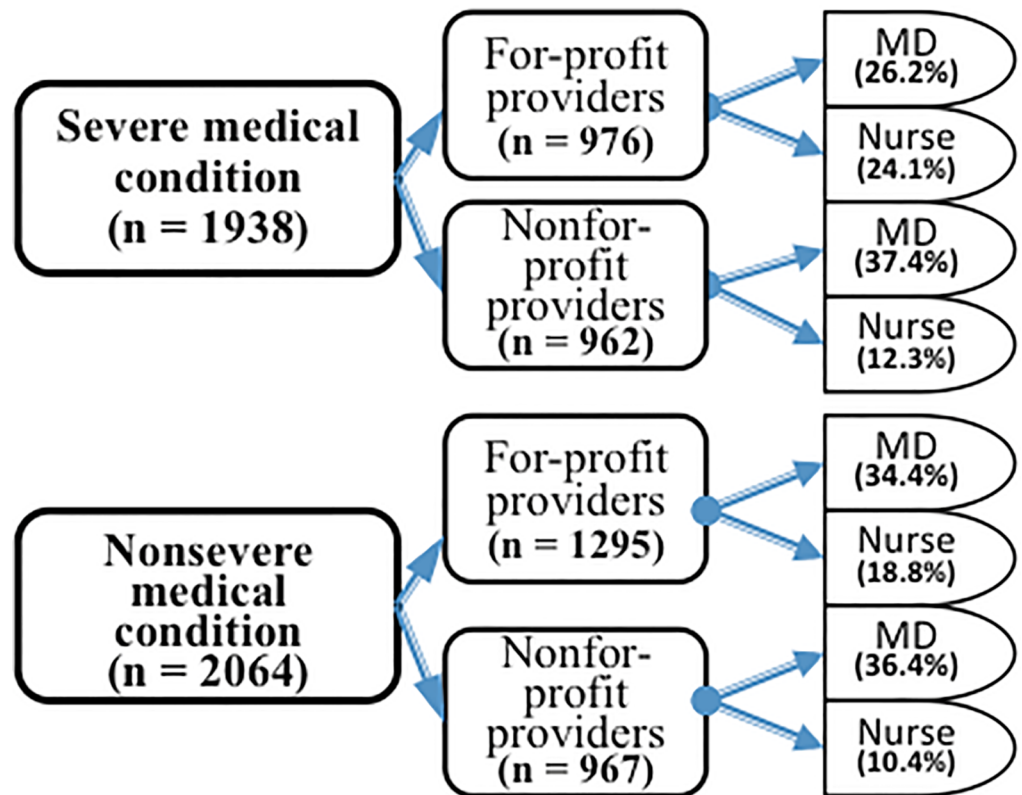 Severe medical
condition
(n = 1938)
For-profit
providers
(n = 976)
MD
(26.2%)
Nurse
(24.1%)
Nonfor-
profit
providers
(n = 962)
MD
(37.4%)
Nurse
(12.3%)
Nonsevere
medical
condition
(n = 2064)
For-profit
providers
(n = 1295)
MD
(34.4%)
Nurse
(18.8%)
Nonfor-
profit
providers
(n = 967)
MD
(36.4%)
Nurse
(10.4%)